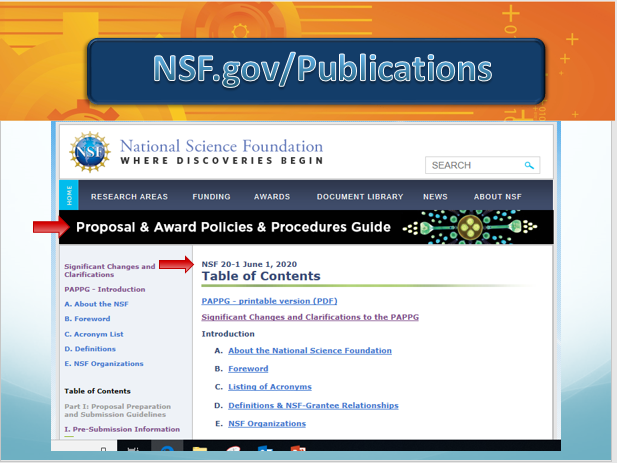 NSF.gov/Publications
National Science Foundation
WHERE DISCOVERIES BEGIN
NSF
SEARCH
HOME
RESEARCH AREAS
FUNDING
AWARDS
DOCUMENT LIBRARY
NEWS
ABOUT NSF
Proposal & Award Policies & Procedures Guide
Significant Changes and
Clarifications
PAPPG - Introduction
A. About the NSF
B. Foreword
C. Acronym List
D. Definitions
E. NSF Organizations
Table of Contents
Part I: Proposal Preparation
and Submission Guidelines
I. Pre-Submission Information
NSF 20-1 June 1, 2020
Table of Contents
PAPPG - printable version (PDF)
Significant Changes and Clarifications to the PAPPG
Introduction
A. About the National Science Foundation
B. Foreword
C. Listing of Acronyms
D. Definitions & NSF-Grantee Relationships
E. NSF Organizations